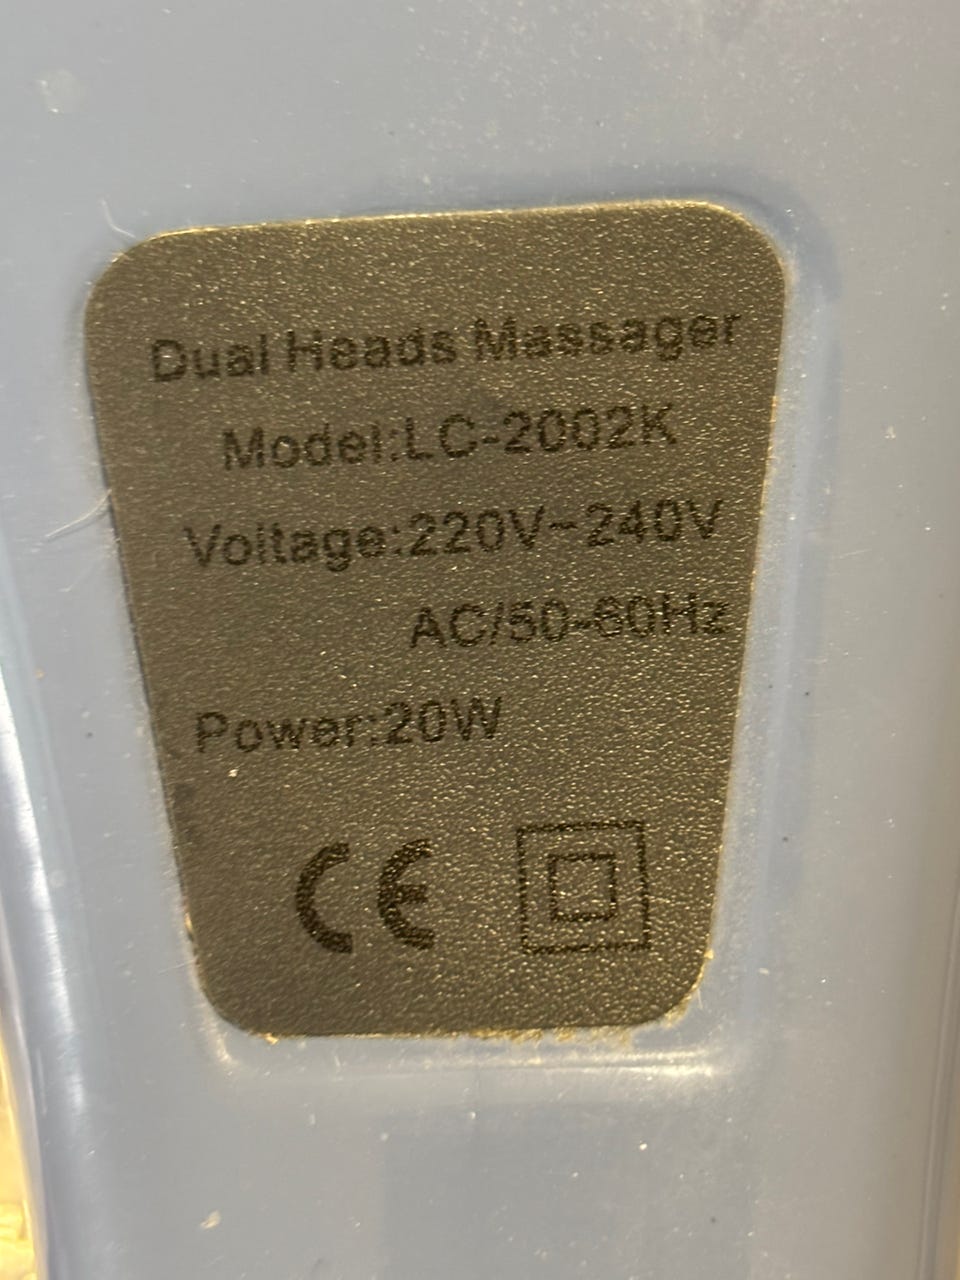 Dual Heads Massager
Model:LC-2002K
Voltage:220V~240V
AC/50-60Hz
Power:20W
CE